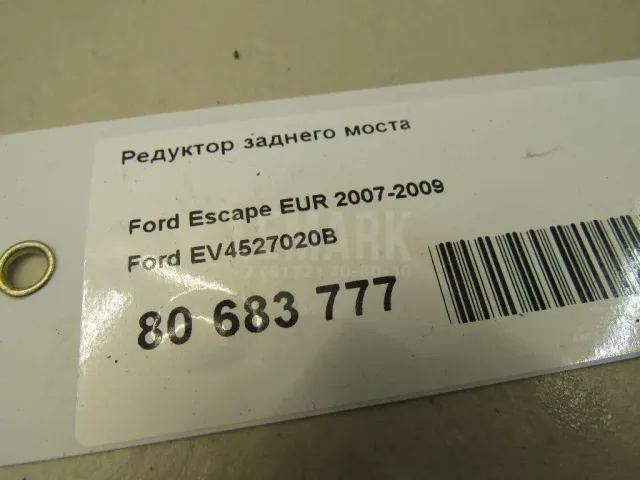 Редуктор заднего моста
Ford Escape EUR 2007-2009
Ford EV4527020B
80 683 777